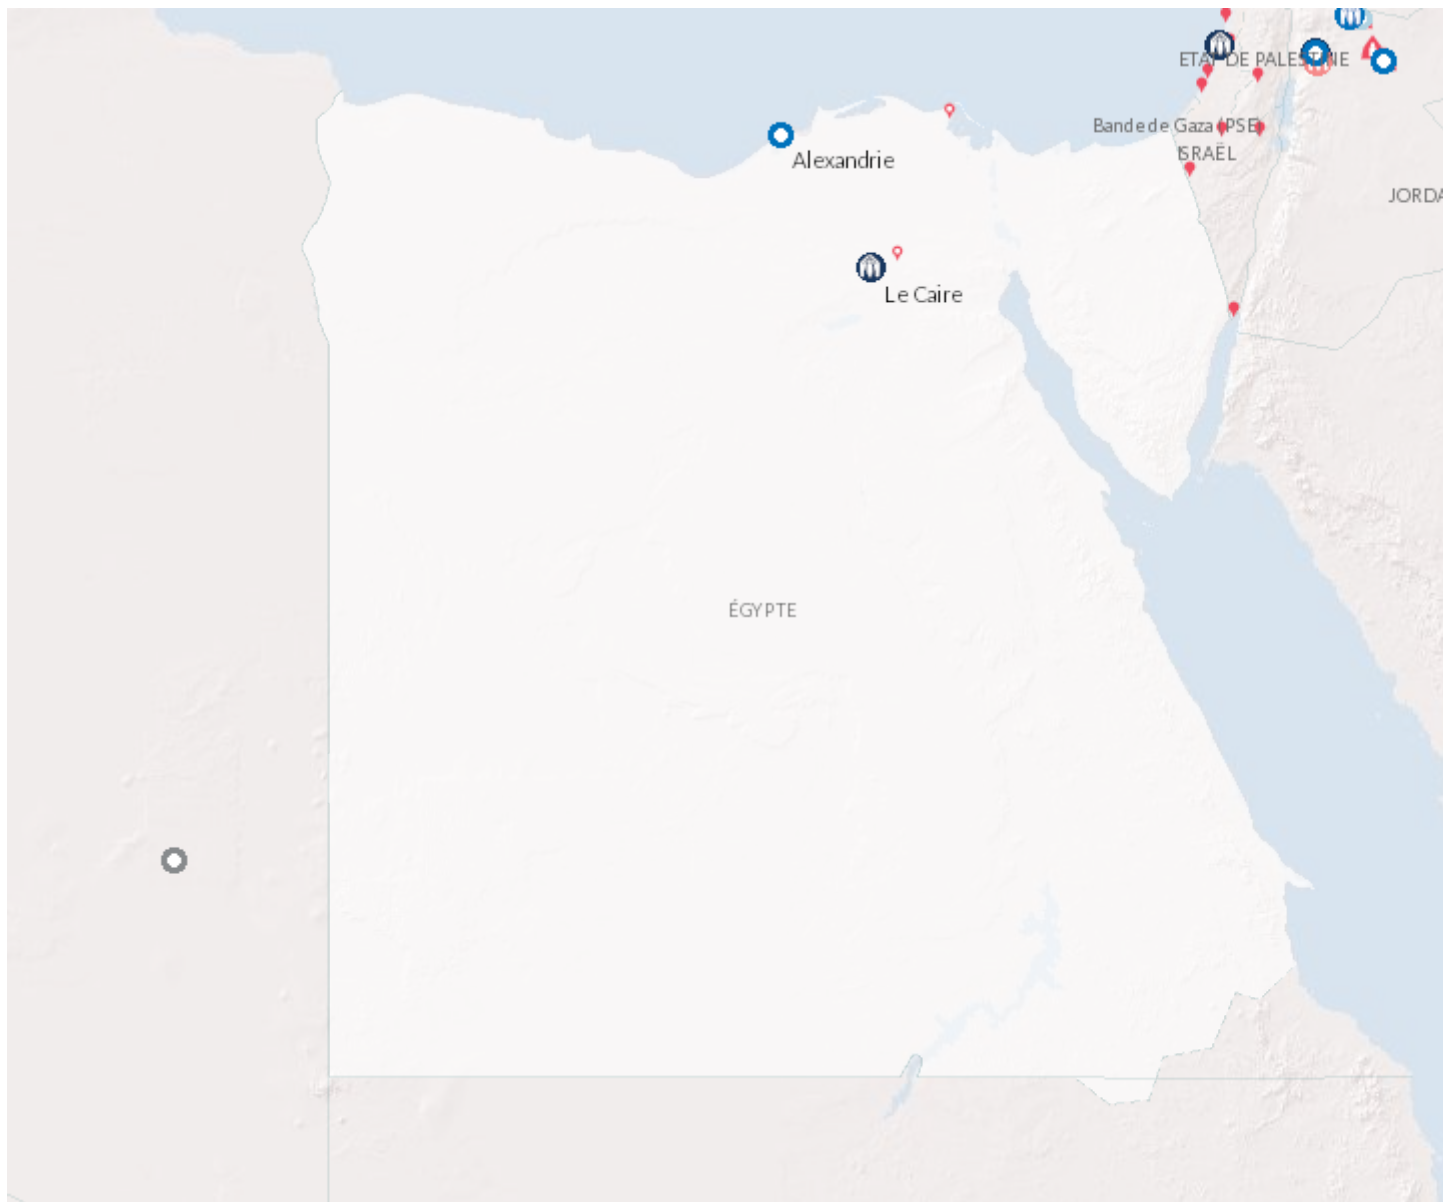 ETAT DE PALESTINE
Bande de Gaza (PSE)
ISRAËL
Alexandrie
JORDA
Le Caire
ÉGYPTE